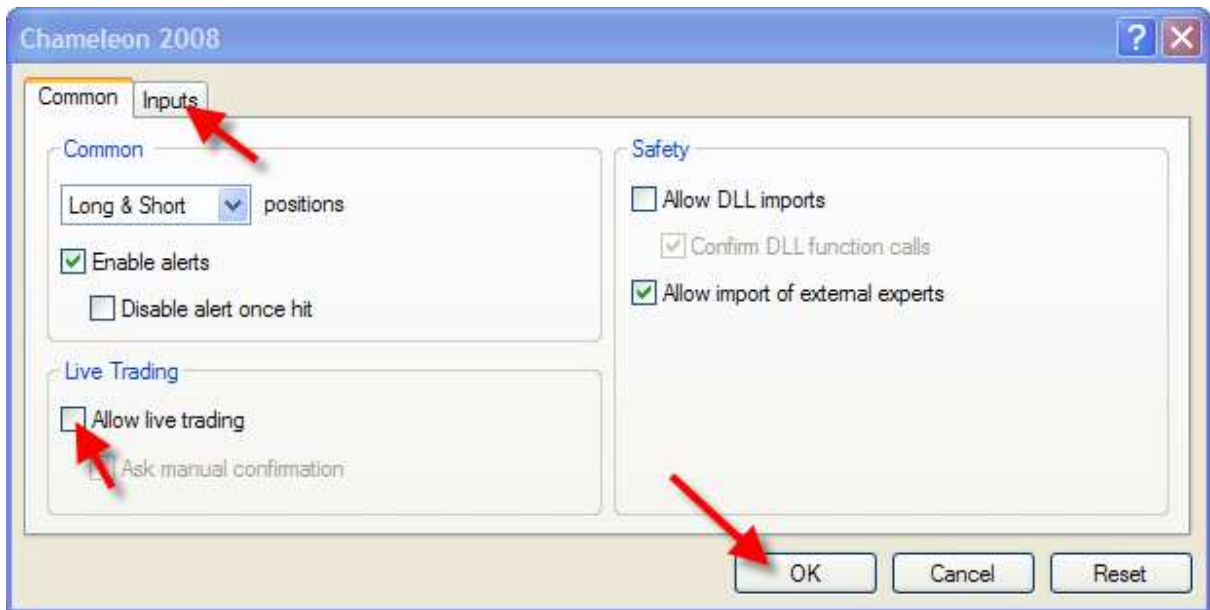 Chameleon 2008
Common
Inputs
Common
Long & Short
positions
Enable alerts
Disable alert once hit
Live Trading
Allow live trading
Ask manual confirmation
Safety
Allow DLL imports
Confirm DLL function calls
Allow import of external experts
OK
Cancel
Reset